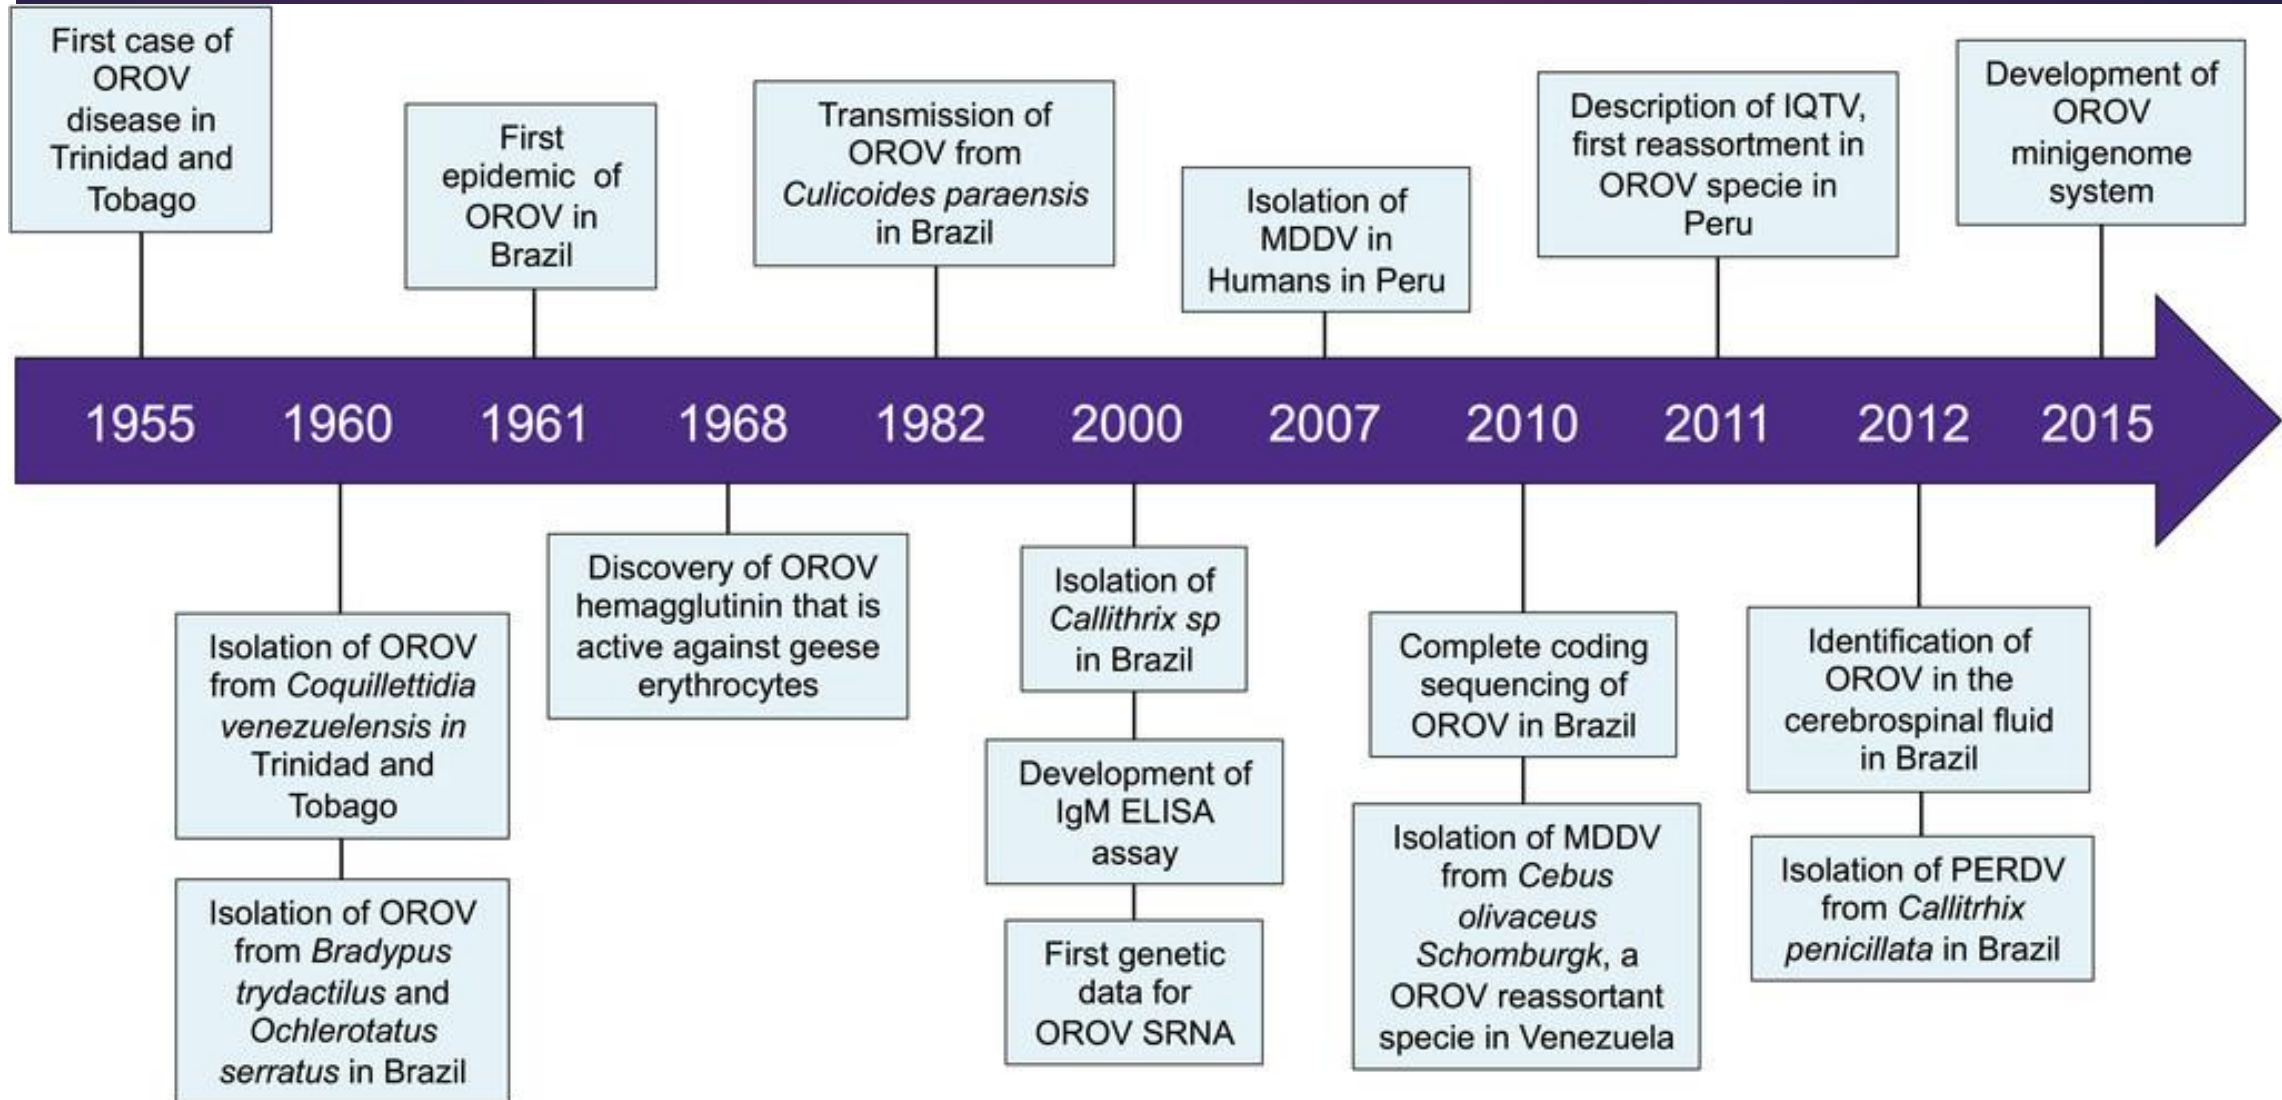 First case of
OROV
disease in
Trinidad and
Tobago
First
epidemic of
OROV in
Brazil
Transmission of
OROV from
Culicoides paraensis
in Brazil
Isolation of
MDDV in
Humans in Peru
Description of IQTV,
first reassortment in
OROV specie in
Peru
Development of
OROV
minigenome
system
1955 1960 1961 1968 1982 2000 2007 2010 2011 2012 2015
Isolation of OROV
from Coquillettidia
venezuelensis in
Trinidad and
Tobago
Isolation of OROV
from Bradypus
trydactilus and
Ochlerotatus
serratus in Brazil
Discovery of OROV
hemagglutinin that is
active against geese
erythrocytes
Isolation of
Callithrix sp
in Brazil
Development of
IgM ELISA
assay
First genetic
data for
OROV SRNA
Complete coding
sequencing of
OROV in Brazil
Isolation of MDDV
from Cebus
olivaceus
Schomburgk, a
OROV reassortant
specie in Venezuela
Identification of
OROV in the
cerebrospinal fluid
in Brazil
Isolation of PERDV
from Callitrhix
penicillata in Brazil